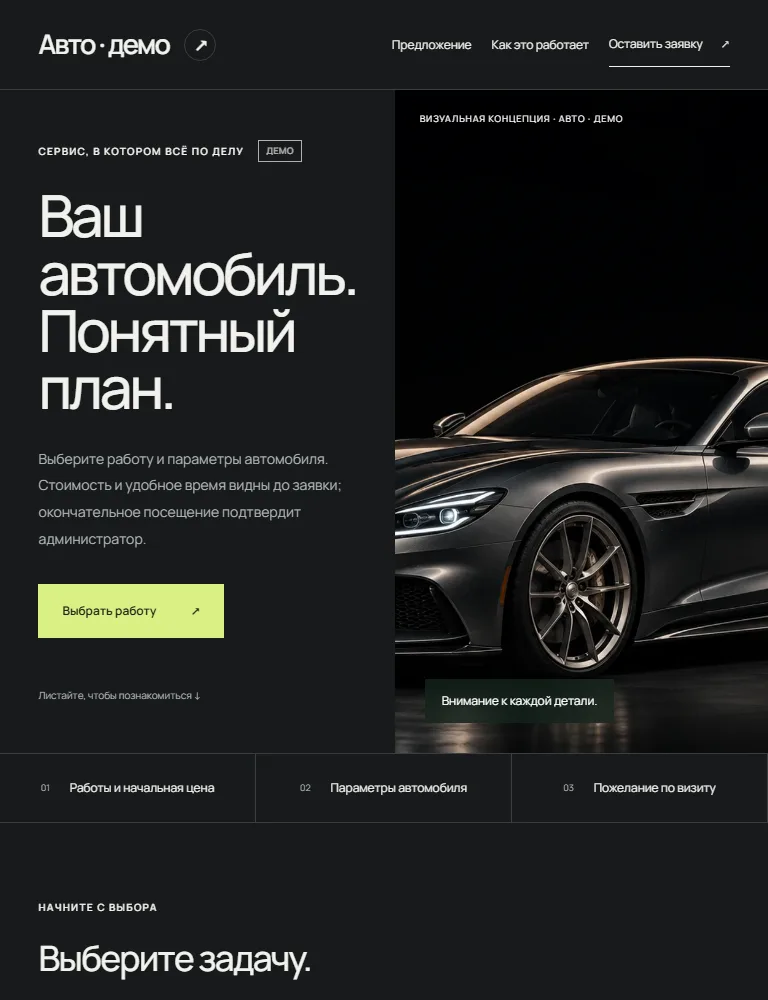 Авто · демо ↗
Предложение
Как это работает
Оставить заявку ↗
ВИЗУАЛЬНАЯ КОНЦЕПЦИЯ · АВТО · ДЕМО
СЕРВИС, В КОТОРОМ ВСЁ ПО ДЕЛУ
ДЕМО
Ваш
автомобиль.
Понятный
план.
Выберите работу и параметры автомобиля.
Стоимость и удобное время видны до заявки;
окончательное посещение подтвердит
администратор.
Выбрать работу ↗
Листайте, чтобы познакомиться ↓
Внимание к каждой детали.
01 Работы и начальная цена
02 Параметры автомобиля
03 Пожелание по визиту
НАЧНИТЕ С ВЫБОРА
Выберите задачу.